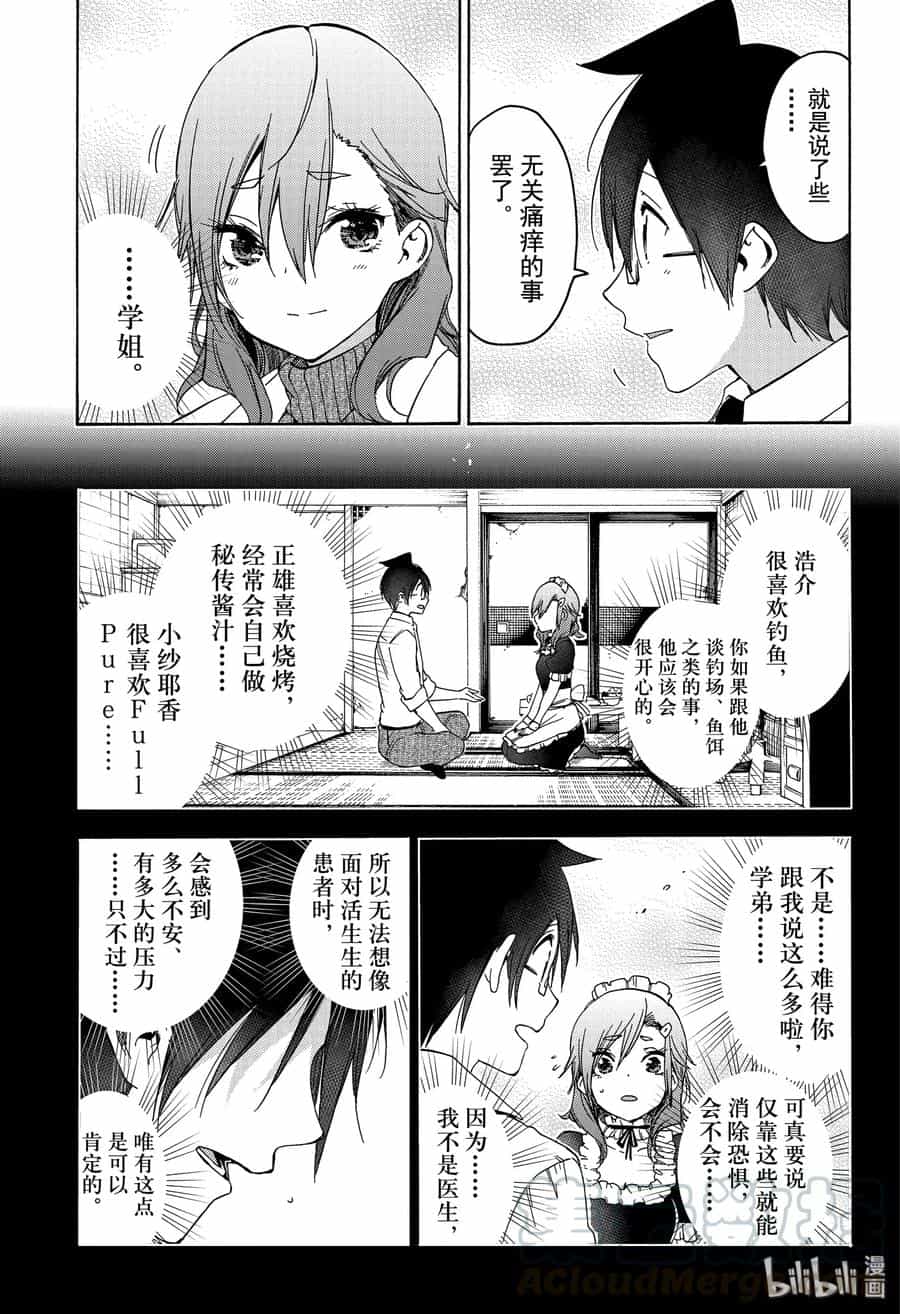 就是说了些
……
无关痛痒的事
罢了。
……学姐。
浩介
很喜欢钓鱼，
你如果跟他
谈钓场、鱼饵
之类的事，
他应该会
很开心的。
正雄喜欢烧烤，
经常会自己做
秘传酱汁……
小纱耶香
很喜欢Full
Pure……
不是……难得你
跟我说这么多啦，
学弟……
可真要说
仅靠这些就能
消除恐惧，
会不会……
因为……
我不是医生，
所以无法想像
面对活生生的
患者时，
会感到
多么不安、
有多大的压力
……只不过……
唯有这点
是可以
肯定的。
ACloudMerge
bilibili
漫画